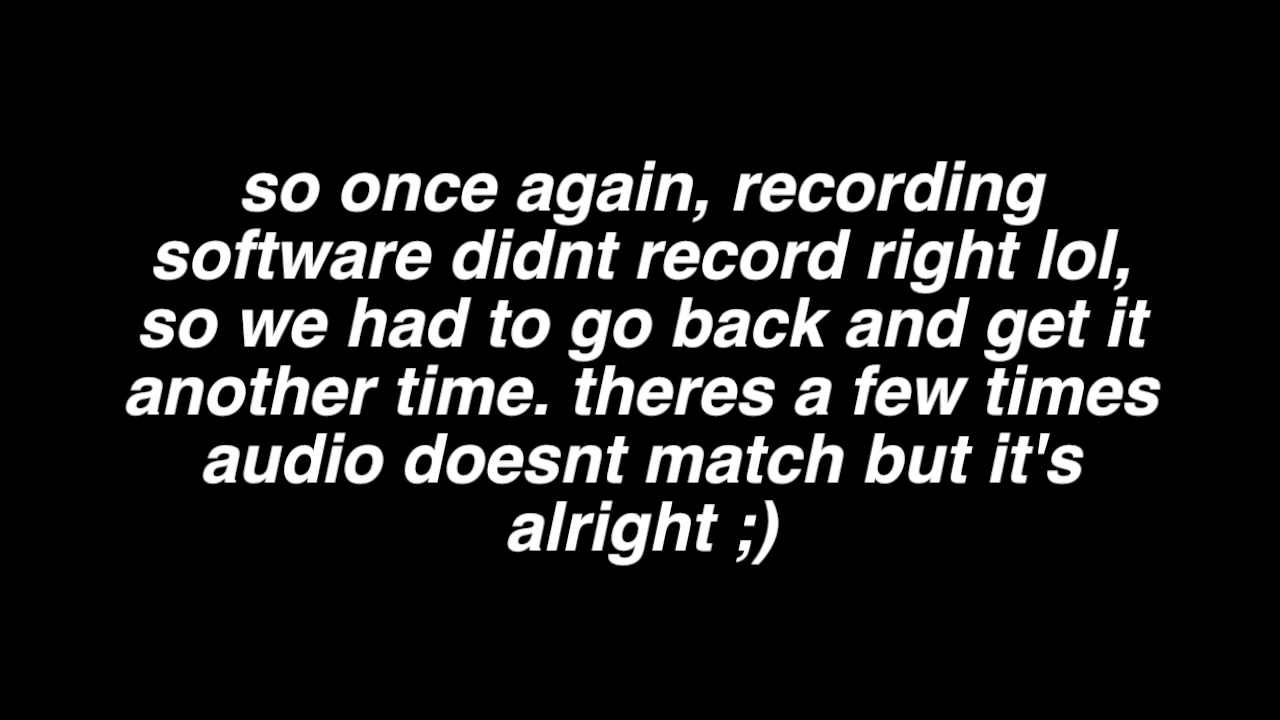 so once again, recording
software didnt record right lol,
so we had to go back and get it
another time. theres a few times
audio doesnt match but it's
alright ;)